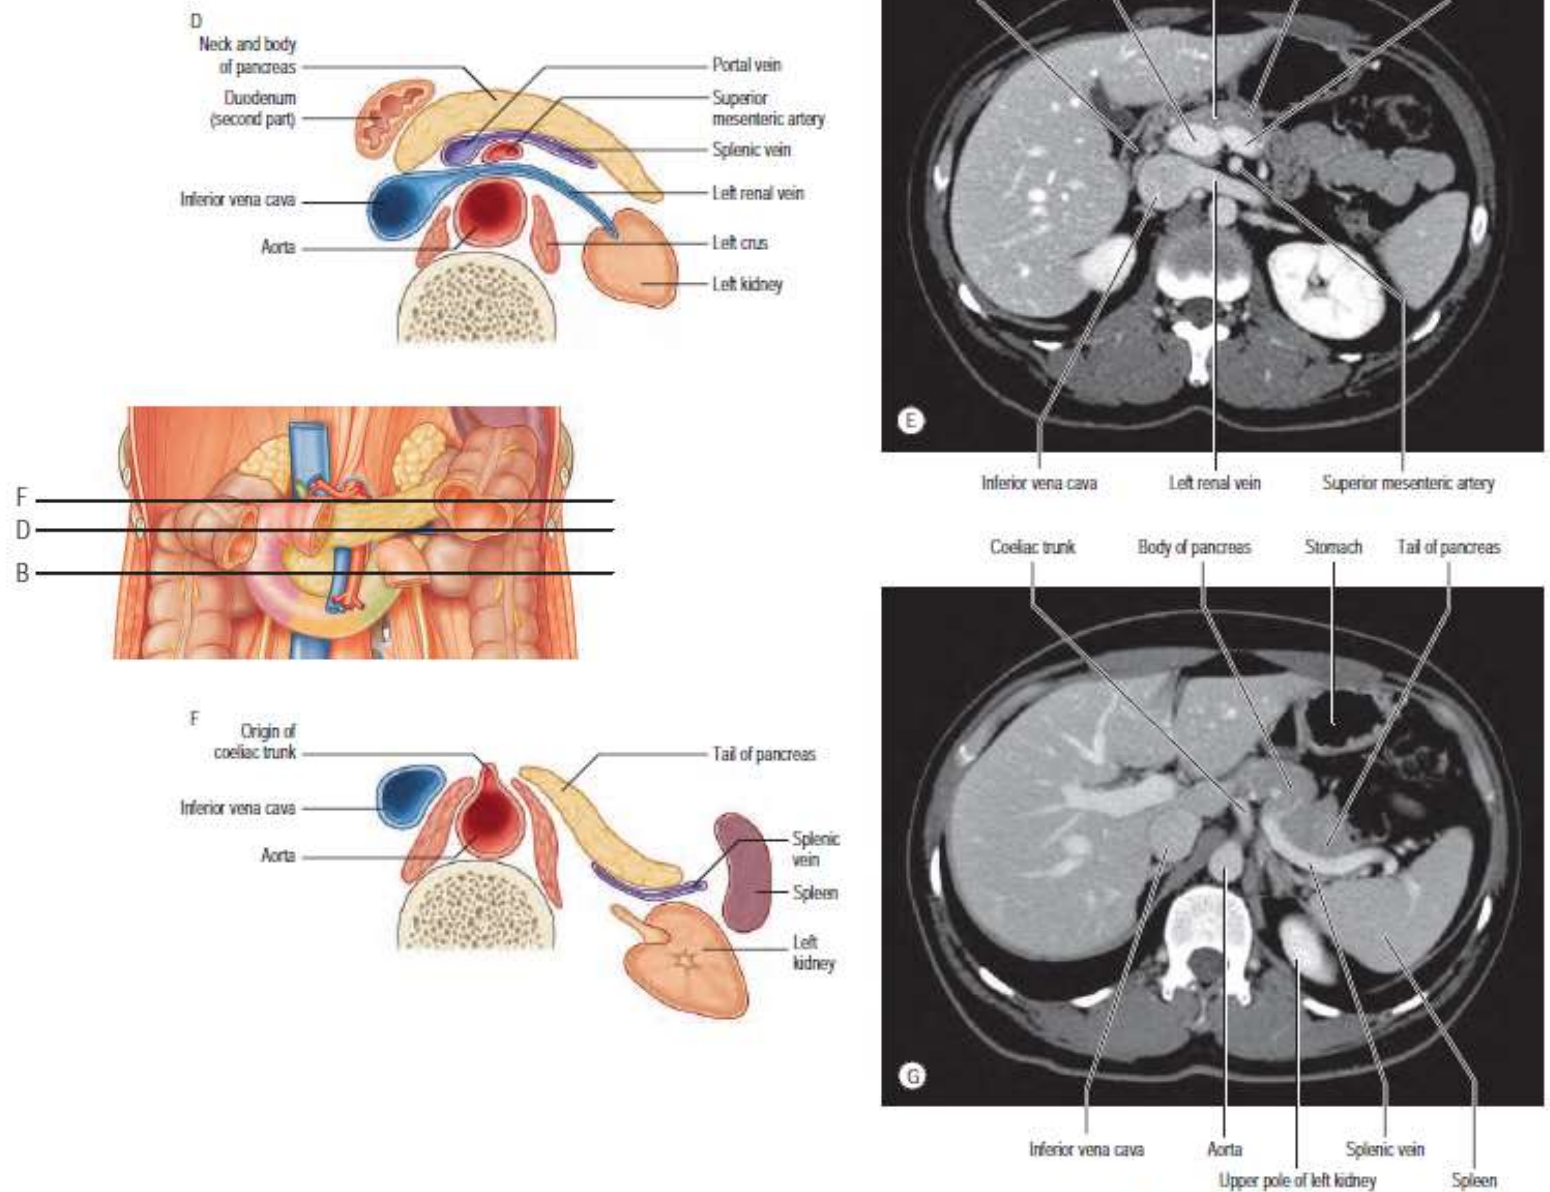 D
Neck and body
of pancreas
Duodenum
(second part)
Inferior vena cava
Aorta
Portal vein
Superior
mesenteric artery
Splenic vein
Left renal vein
Left crus
Left kidney
F
D
B
F
Origin of
coeliac trunk
Inferior vena cava
Aorta
Tail of pancreas
Splenic
vein
Spleen
Left
kidney
E
Inferior vena cava
Left renal vein
Superior mesenteric artery
Coeliac trunk
Body of pancreas
Stomach
Tail of pancreas
G
Inferior vena cava
Aorta
Splenic vein
Upper pole of left kidney
Spleen